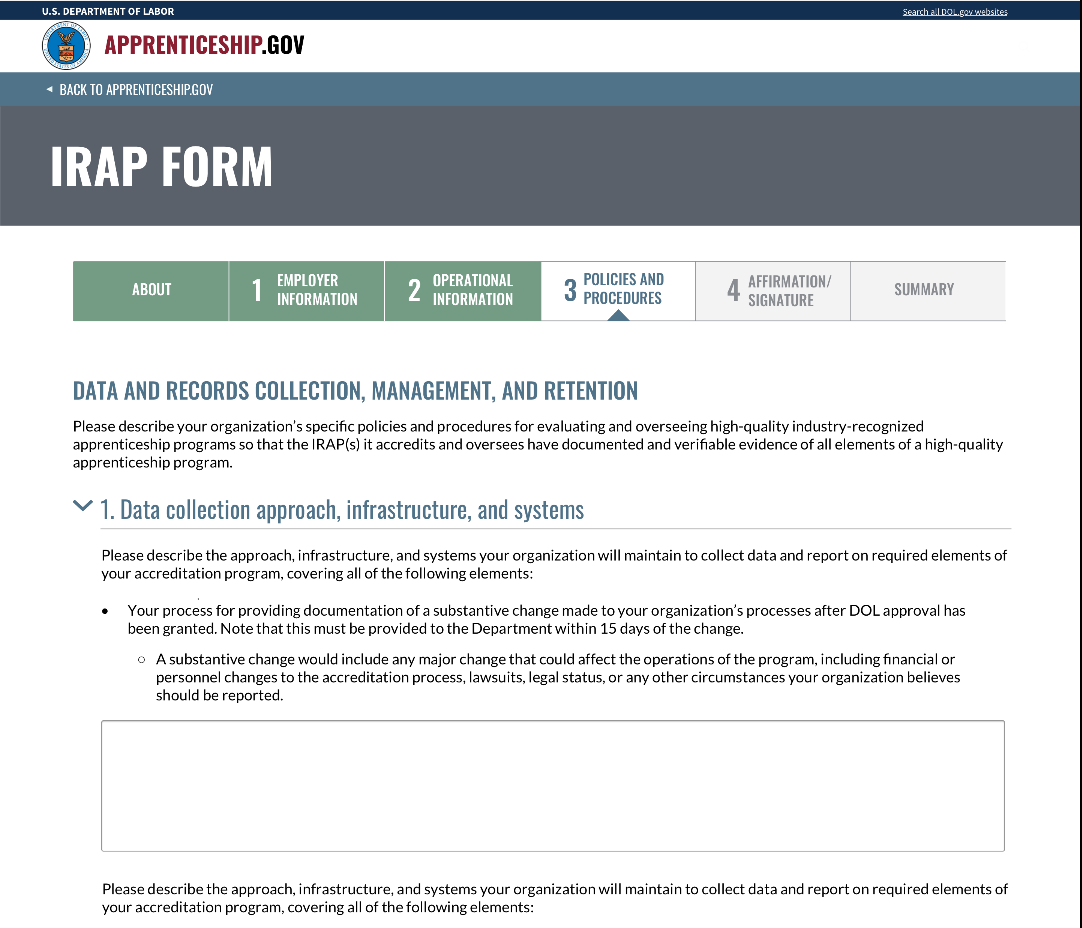 U.S. DEPARTMENT OF LABOR
Search all DOL.gov websites
APPRENTICESHIP.GOV
◄ BACK TO APPRENTICESHIP.GOV
IRAP FORM
ABOUT
1 EMPLOYER
INFORMATION
2 OPERATIONAL
INFORMATION
3 POLICIES AND
PROCEDURES
4 AFFIRMATION/
SIGNATURE
SUMMARY
DATA AND RECORDS COLLECTION, MANAGEMENT, AND RETENTION
Please describe your organization’s specific policies and procedures for evaluating and overseeing high-quality industry-recognized
apprenticeship programs so that the IRAP(s) it accredits and oversees have documented and verifiable evidence of all elements of a high-quality
apprenticeship program.
1. Data collection approach, infrastructure, and systems
Please describe the approach, infrastructure, and systems your organization will maintain to collect data and report on required elements of
your accreditation program, covering all of the following elements:
• Your process for providing documentation of a substantive change made to your organization’s processes after DOL approval has
been granted. Note that this must be provided to the Department within 15 days of the change.
○ A substantive change would include any major change that could affect the operations of the program, including financial or
personnel changes to the accreditation process, lawsuits, legal status, or any other circumstances your organization believes
should be reported.
Please describe the approach, infrastructure, and systems your organization will maintain to collect data and report on required elements of
your accreditation program, covering all of the following elements: